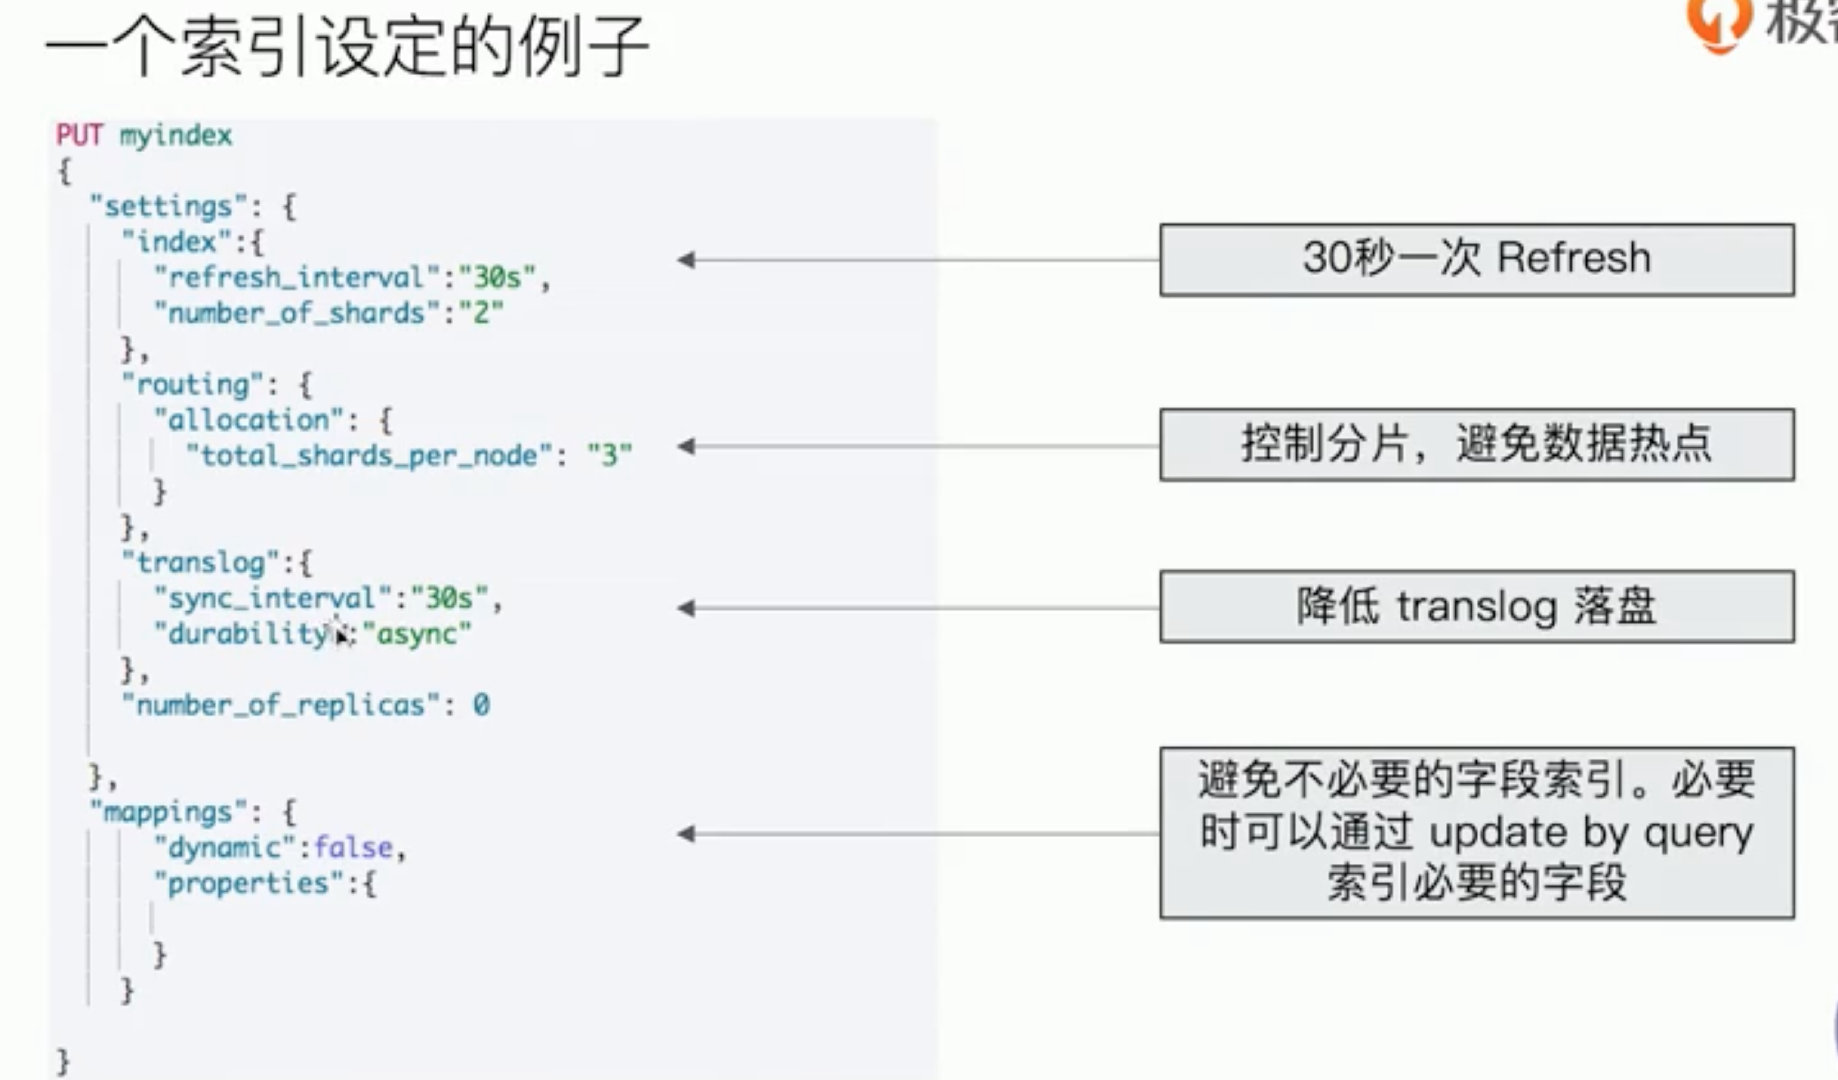 一个索引设定的例子
极客
PUT myindex
{
"settings": {
"index":{
"refresh_interval":"30s",
"number_of_shards":"2"
},
"routing": {
"allocation": {
"total_shards_per_node": "3"
}
},
"translog":{
"sync_interval":"30s",
"durability":"async"
},
"number_of_replicas": 0
},
"mappings": {
"dynamic":false,
"properties":{
}
}
}
30秒一次 Refresh
控制分片，避免数据热点
降低 translog 落盘
避免不必要的字段索引。必要
时可以通过 update by query
索引必要的字段